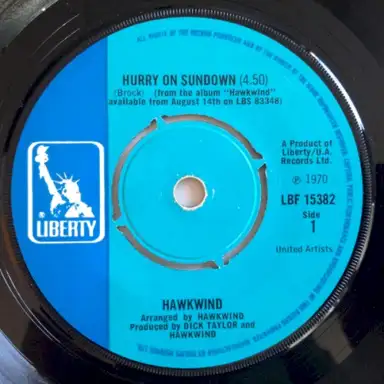 HURRY ON SUNDOWN (4.50)
(Brock) (from the album "Hawkwind"
available from August 14th on LBS 83348)
A Product of
Liberty/U.A.
Records Ltd.
℗ 1970
LBF 15382
Side
1
United Artists
LIBERTY
HAWKWIND
Arranged by HAWKWIND
Produced by DICK TAYLOR and
HAWKWIND